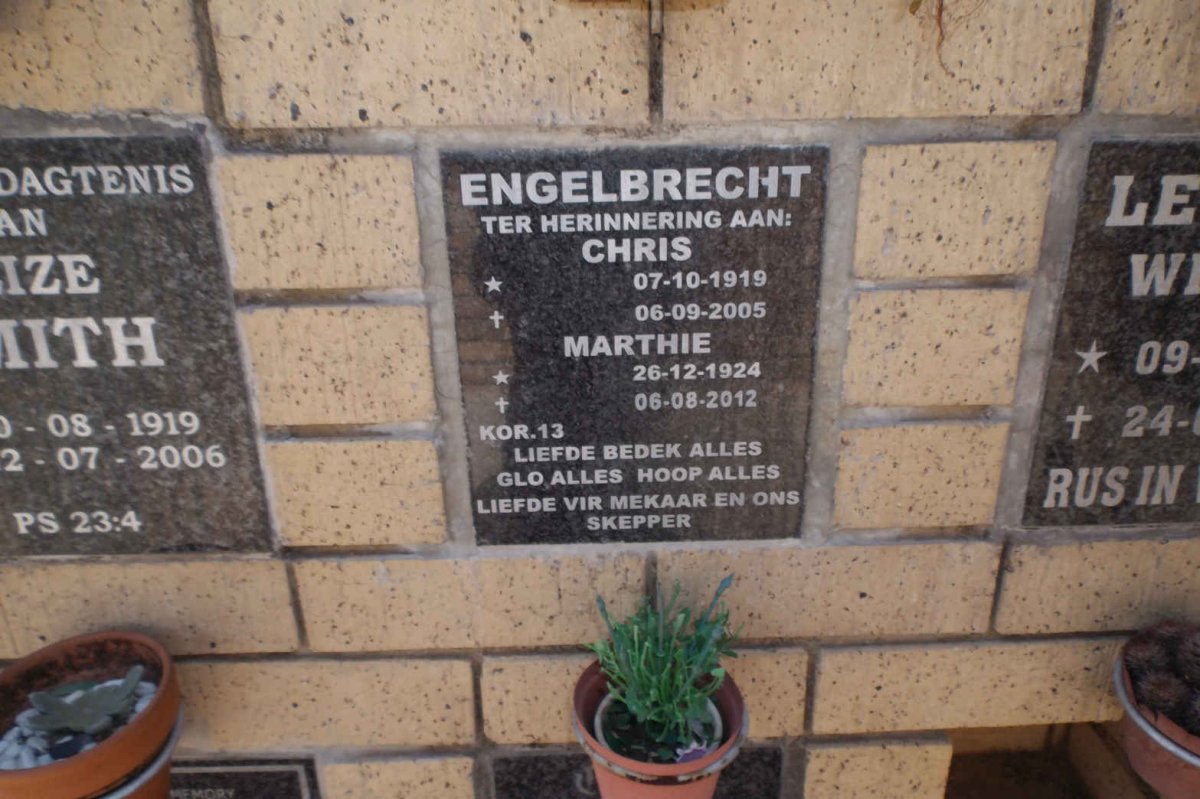 DAGTENIS
AN
IZE
MITH
- 08 - 1919
- 07 - 2006
PS 23:4
ENGELBRECHT
TER HERINNERING AAN:
CHRIS
07-10-1919
06-09-2005
MARTHIE
26-12-1924
06-08-2012
KOR.13
LIEFDE BEDEK ALLES
GLO ALLES HOOP ALLES
LIEFDE VIR MEKAAR EN ONS
SKEPPER
LE
WI
09-
24-
RUS IN
MEMORY